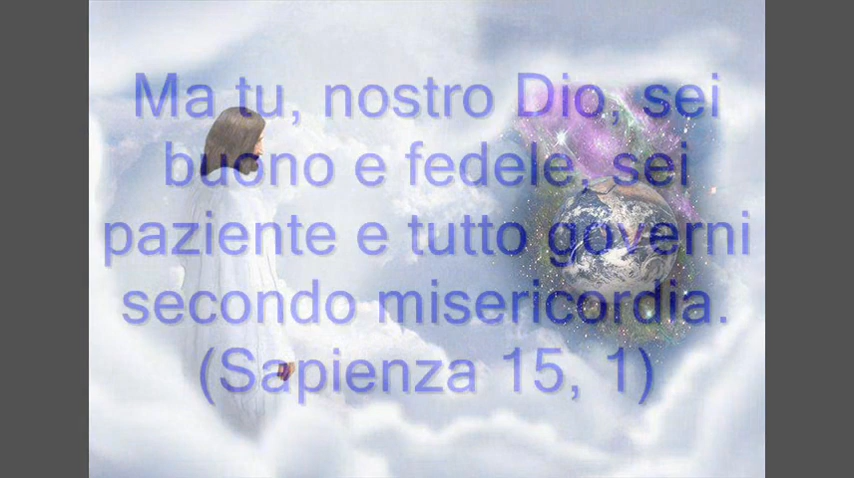 Ma tu, nostro Dio, sei
buono e fedele, sei
paziente e tutto governi
secondo misericordia.
(Sapienza 15, 1)